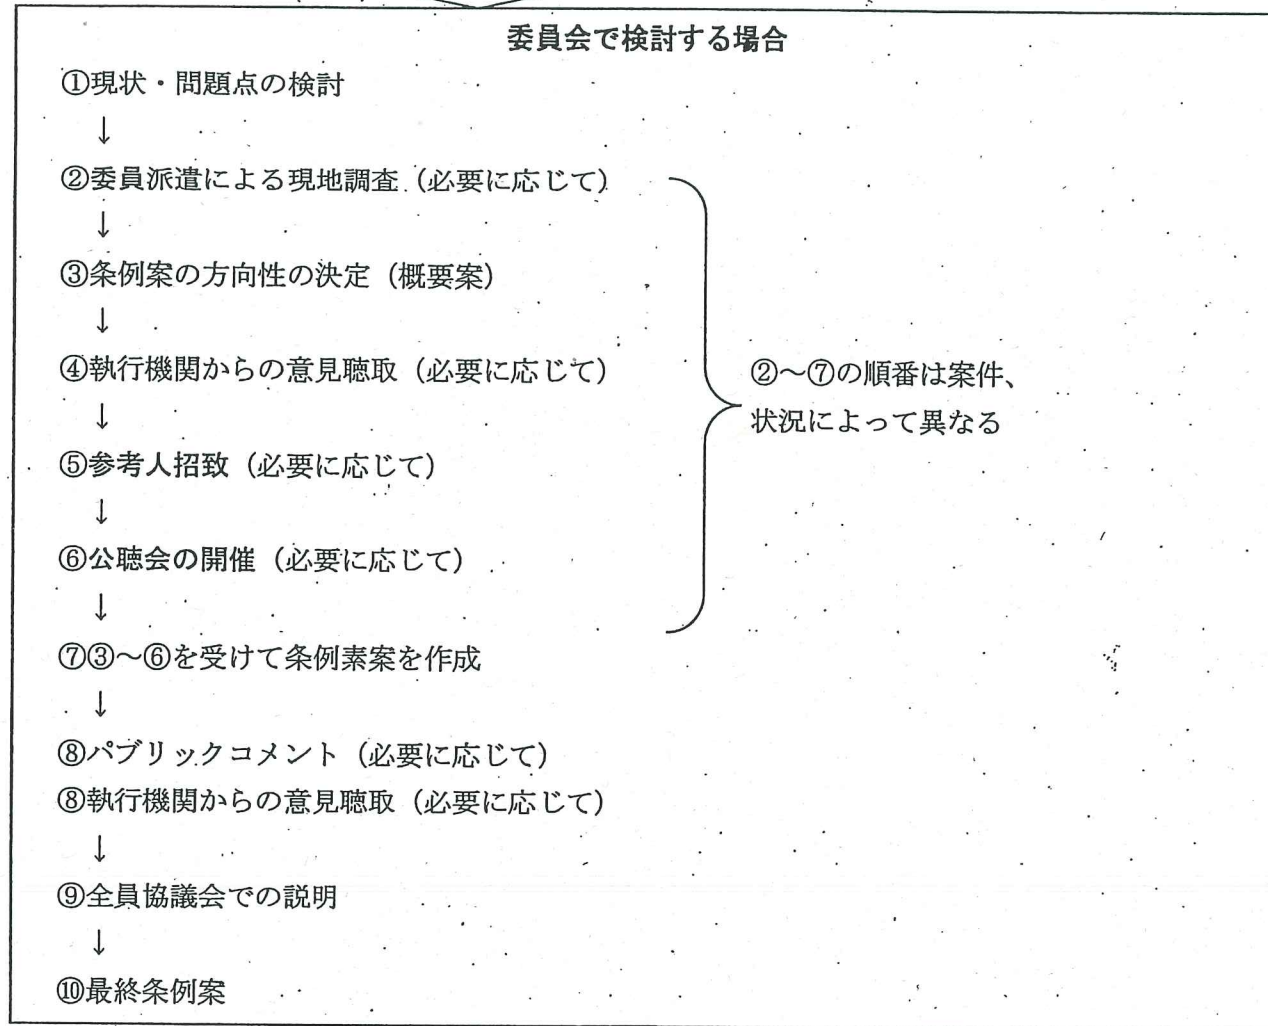 委員会で検討する場合
①現状・問題点の検討
↓
②委員派遣による現地調査（必要に応じて）
↓
③条例案の方向性の決定（概要案）
↓
④執行機関からの意見聴取（必要に応じて）
↓
⑤参考人招致（必要に応じて）
↓
⑥公聴会の開催（必要に応じて）
↓
⑦③～⑥を受けて条例素案を作成
↓
⑧パブリックコメント（必要に応じて）
⑧執行機関からの意見聴取（必要に応じて）
↓
⑨全員協議会での説明
↓
⑩最終条例案
②～⑦の順番は案件、
状況によって異なる